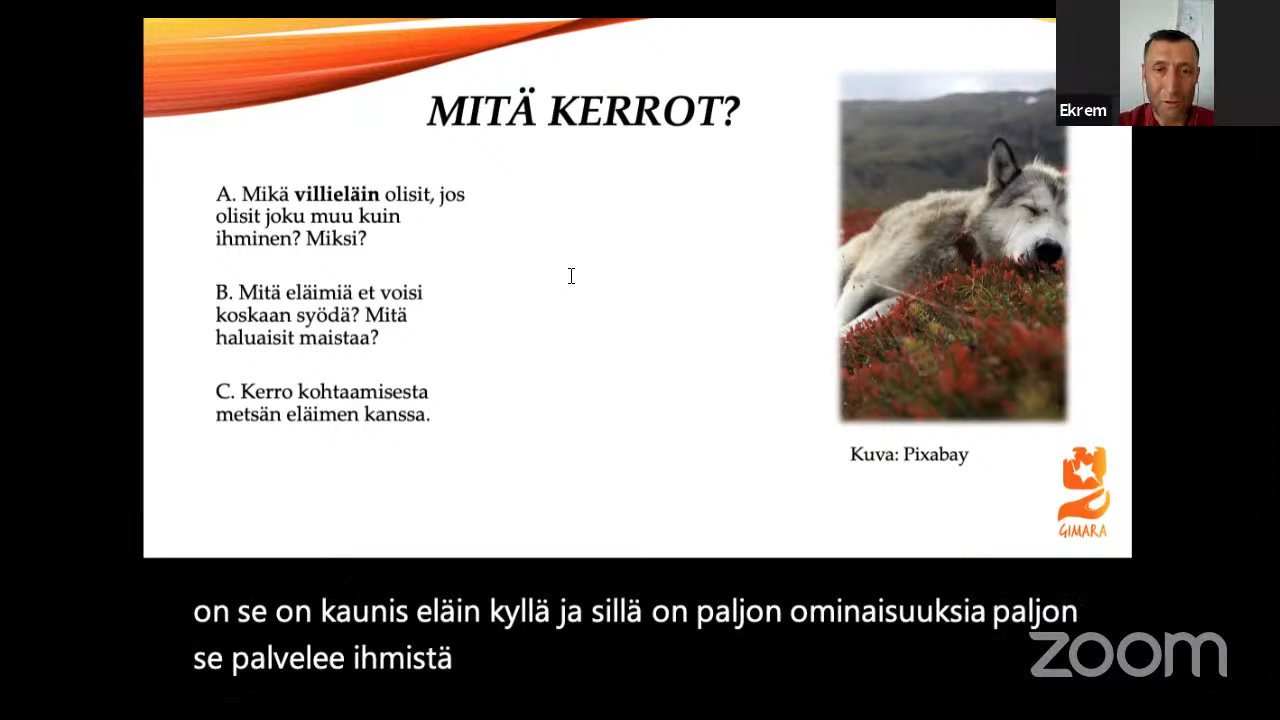 MITÄ KERROT?
Ekrem
A. Mikä villieläin olisit, jos
olisit joku muu kuin
ihminen? Miksi?
B. Mitä eläimiä et voisi
koskaan syödä? Mitä
haluaisit maistaa?
C. Kerro kohtaamisesta
metsän eläimen kanssa.
Kuva: Pixabay
GIMARA
on se on kaunis eläin kyllä ja sillä on paljon ominaisuuksia paljon
se palvelee ihmistä
zoom